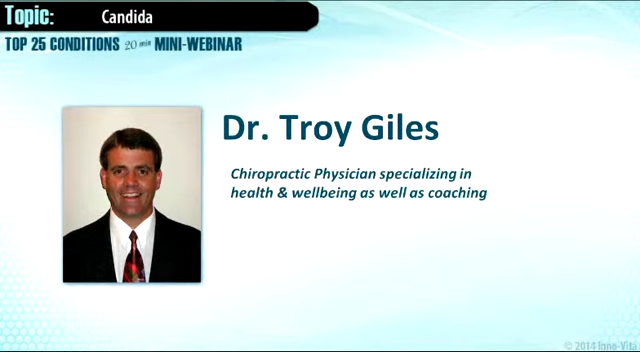 Topic: Candida
TOP 25 CONDITIONS 20 min MINI-WEBINAR
Dr. Troy Giles
Chiropractic Physician specializing in
health & wellbeing as well as coaching
© 2014 Inno-Vita